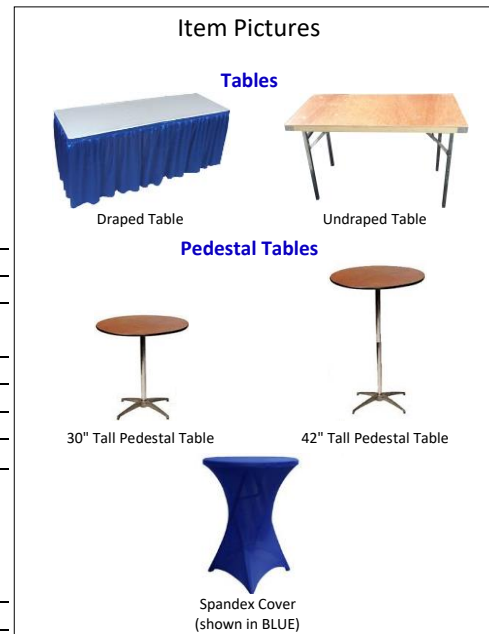 Item Pictures
Tables
Draped Table
Undraped Table
Pedestal Tables
30" Tall Pedestal Table
42" Tall Pedestal Table
Spandex Cover
(shown in BLUE)